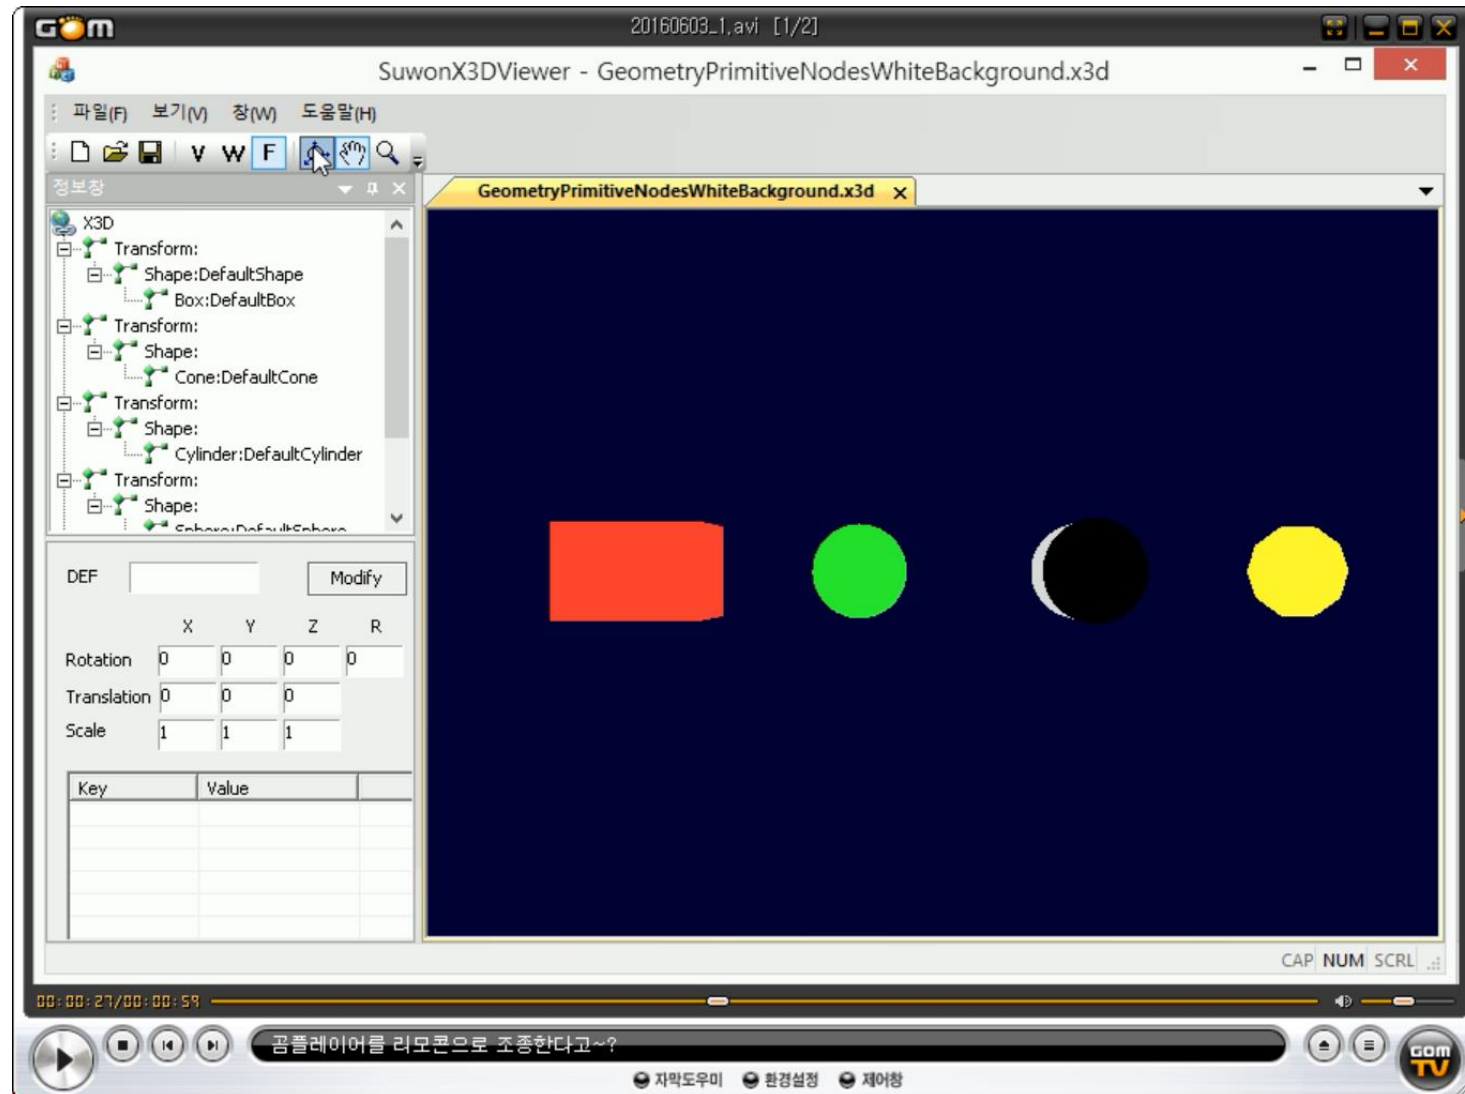 GOM
20160603_1.avi [1/2]
SuwonX3DViewer - GeometryPrimitiveNodesWhiteBackground.x3d
파일(F) 보기(V) 창(W) 도움말(H)
V W F
정보창
GeometryPrimitiveNodesWhiteBackground.x3d
X3D
Transform:
Shape:DefaultShape
Box:DefaultBox
Transform:
Shape:
Cone:DefaultCone
Transform:
Shape:
Cylinder:DefaultCylinder
Transform:
Shape:
Sphere:DefaultSphere
DEF Modify
X Y Z R
Rotation 0 0 0 0
Translation 0 0 0
Scale 1 1 1
Key Value
CAP NUM SCRL
00:00:27/00:00:59
곰플레이어를 리모콘으로 조종한다고~?
GOM
TV
자막도우미 환경설정 제어창